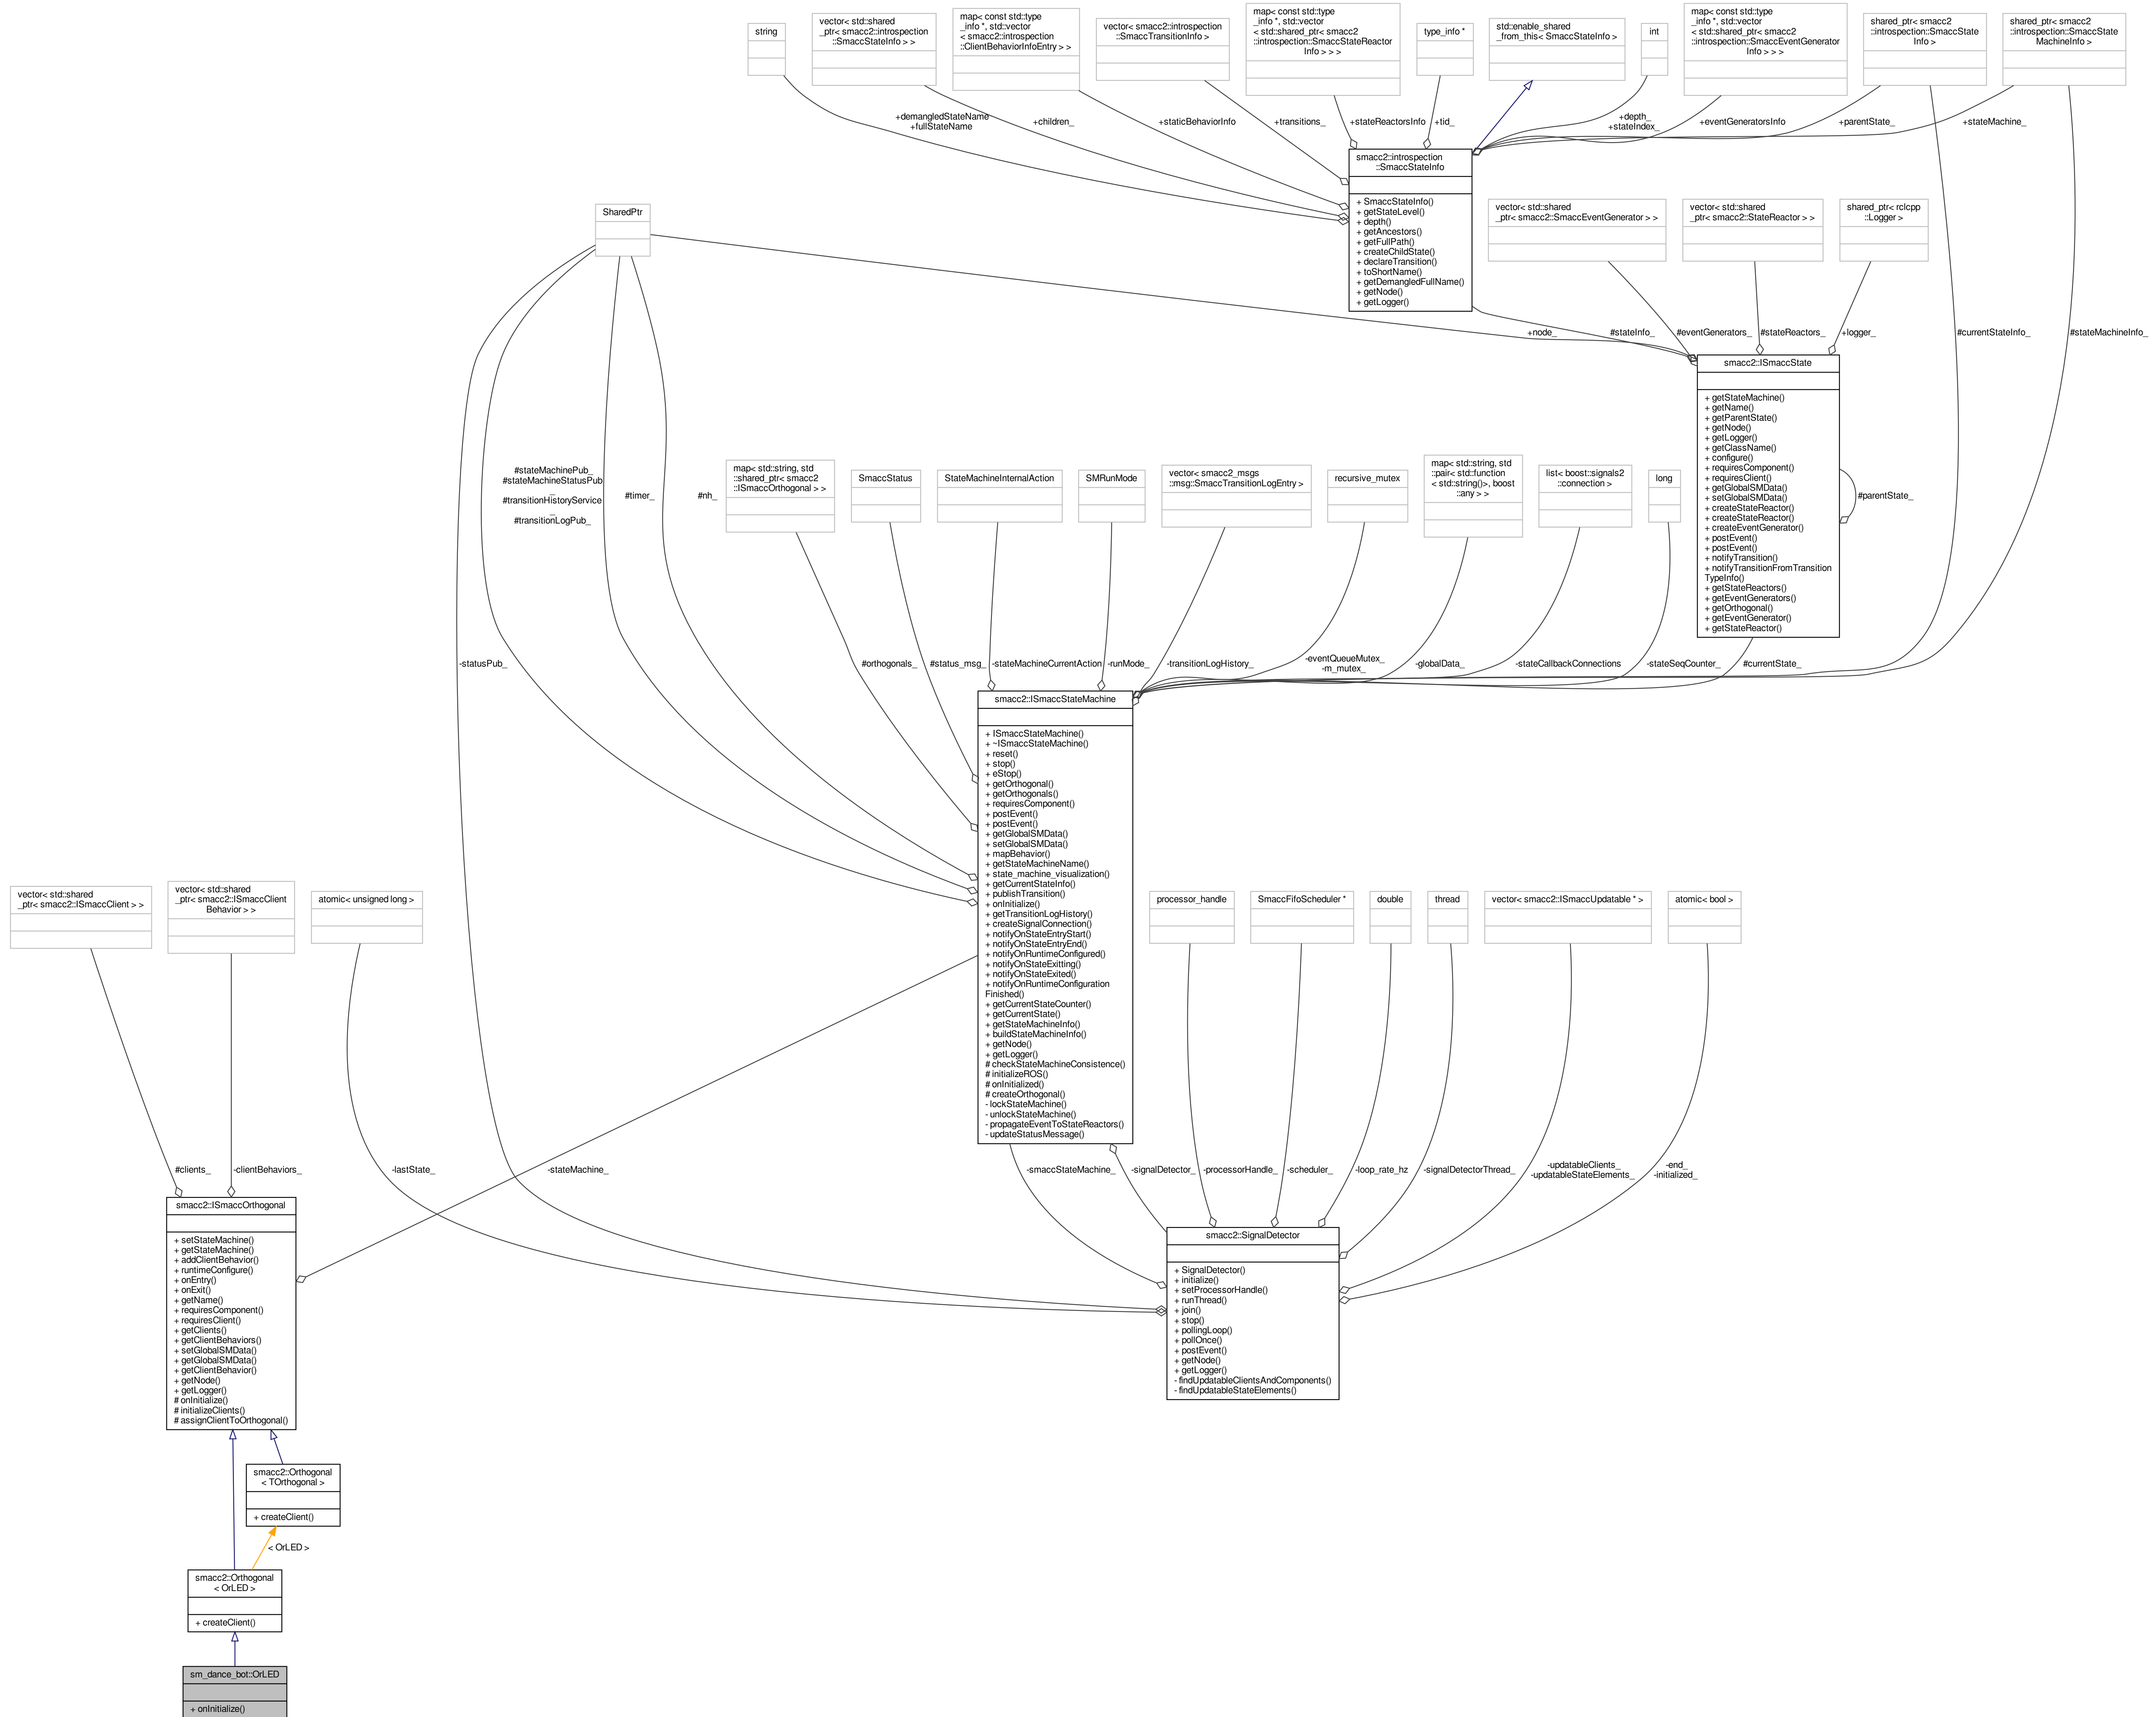 string
vector< std::shared
_ptr< smacc2::introspection
::SmaccStateInfo > >
map< const std::type
_info *, std::vector
< smacc2::introspection
::ClientBehaviorInfoEntry > >
vector< smacc2::introspection
::SmaccTransitionInfo >
map< const std::type
_info *, std::vector
< std::shared_ptr< smacc2
::introspection::SmaccStateReactor
Info > > >
type_info *
std::enable_shared
_from_this< SmaccStateInfo >
int
map< const std::type
_info *, std::vector
< std::shared_ptr< smacc2
::introspection::SmaccEventGenerator
Info > > >
shared_ptr< smacc2
::introspection::SmaccState
Info >
shared_ptr< smacc2
::introspection::SmaccState
MachineInfo >
+demangledStateName
+fullStateName
+children_
+staticBehaviorInfo
+transitions_
+stateReactorsInfo
+tid_
+depth_
+stateIndex_
+eventGeneratorsInfo
+parentState_
+stateMachine_
smacc2::introspection
::SmaccStateInfo
+ SmaccStateInfo()
+ getStateLevel()
+ depth()
+ getAncestors()
+ getFullPath()
+ createChildState()
+ declareTransition()
+ toShortName()
+ getDemangledFullName()
+ getNode()
+ getLogger()
SharedPtr
vector< std::shared
_ptr< smacc2::SmaccEventGenerator > >
vector< std::shared
_ptr< smacc2::StateReactor > >
shared_ptr< rclcpp
::Logger >
+node_
#stateInfo_
#eventGenerators_
#stateReactors_
+logger_
#currentStateInfo_
#stateMachineInfo_
smacc2::ISmaccState
+ getStateMachine()
+ getName()
+ getParentState()
+ getNode()
+ getLogger()
+ getClassName()
+ configure()
+ requiresComponent()
+ requiresClient()
+ getGlobalSMData()
+ setGlobalSMData()
+ createStateReactor()
+ createStateReactor()
+ createEventGenerator()
+ postEvent()
+ postEvent()
+ notifyTransition()
+ notifyTransitionFromTransition
TypeInfo()
+ getStateReactors()
+ getEventGenerators()
+ getOrthogonal()
+ getEventGenerator()
+ getStateReactor()
#parentState_
#stateMachinePub_
#stateMachineStatusPub
_
#transitionHistoryService
_
#transitionLogPub_
#timer_
#nh_
map< std::string, std
::shared_ptr< smacc2
::ISmaccOrthogonal > >
SmaccStatus
StateMachineInternalAction
SMRunMode
vector< smacc2_msgs
::msg::SmaccTransitionLogEntry >
recursive_mutex
map< std::string, std
::pair< std::function
< std::string()>, boost
::any > >
list< boost::signals2
::connection >
long
-statusPub_
#orthogonals_
#status_msg_
-stateMachineCurrentAction
-runMode_
-transitionLogHistory_
-eventQueueMutex_
-m_mutex_
-globalData_
-stateCallbackConnections
-stateSeqCounter_
#currentState_
smacc2::ISmaccStateMachine
+ ISmaccStateMachine()
+ ~ISmaccStateMachine()
+ reset()
+ stop()
+ eStop()
+ getOrthogonal()
+ getOrthogonals()
+ requiresComponent()
+ postEvent()
+ postEvent()
+ getGlobalSMData()
+ setGlobalSMData()
+ mapBehavior()
+ getStateMachineName()
+ state_machine_visualization()
+ getCurrentStateInfo()
+ publishTransition()
+ onInitialize()
+ getTransitionLogHistory()
+ createSignalConnection()
+ notifyOnStateEntryStart()
+ notifyOnStateEntryEnd()
+ notifyOnRuntimeConfigured()
+ notifyOnStateExitting()
+ notifyOnStateExited()
+ notifyOnRuntimeConfiguration
Finished()
+ getCurrentStateCounter()
+ getCurrentState()
+ getStateMachineInfo()
+ buildStateMachineInfo()
+ getNode()
+ getLogger()
# checkStateMachineConsistence()
# initializeROS()
# onInitialized()
# createOrthogonal()
- lockStateMachine()
- unlockStateMachine()
- propagateEventToStateReactors()
- updateStatusMessage()
vector< std::shared
_ptr< smacc2::ISmaccClient > >
vector< std::shared
_ptr< smacc2::ISmaccClient
Behavior > >
atomic< unsigned long >
processor_handle
SmaccFifoScheduler *
double
thread
vector< smacc2::ISmaccUpdatable * >
atomic< bool >
#clients_
-clientBehaviors_
-lastState_
-stateMachine_
-smaccStateMachine_
-signalDetector_
-processorHandle_
-scheduler_
-loop_rate_hz
-signalDetectorThread_
-updatableClients_
-updatableStateElements_
-end_
-initialized_
smacc2::ISmaccOrthogonal
+ setStateMachine()
+ getStateMachine()
+ addClientBehavior()
+ runtimeConfigure()
+ onEntry()
+ onExit()
+ getName()
+ requiresComponent()
+ requiresClient()
+ getClients()
+ getClientBehaviors()
+ setGlobalSMData()
+ getGlobalSMData()
+ getClientBehavior()
+ getNode()
+ getLogger()
# onInitialize()
# initializeClients()
# assignClientToOrthogonal()
smacc2::SignalDetector
+ SignalDetector()
+ initialize()
+ setProcessorHandle()
+ runThread()
+ join()
+ stop()
+ pollingLoop()
+ pollOnce()
+ postEvent()
+ getNode()
+ getLogger()
- findUpdatableClientsAndComponents()
- findUpdatableStateElements()
smacc2::Orthogonal
< TOrthogonal >
+ createClient()
< OrLED >
smacc2::Orthogonal
< OrLED >
+ createClient()
sm_dance_bot::OrLED
+ onInitialize()